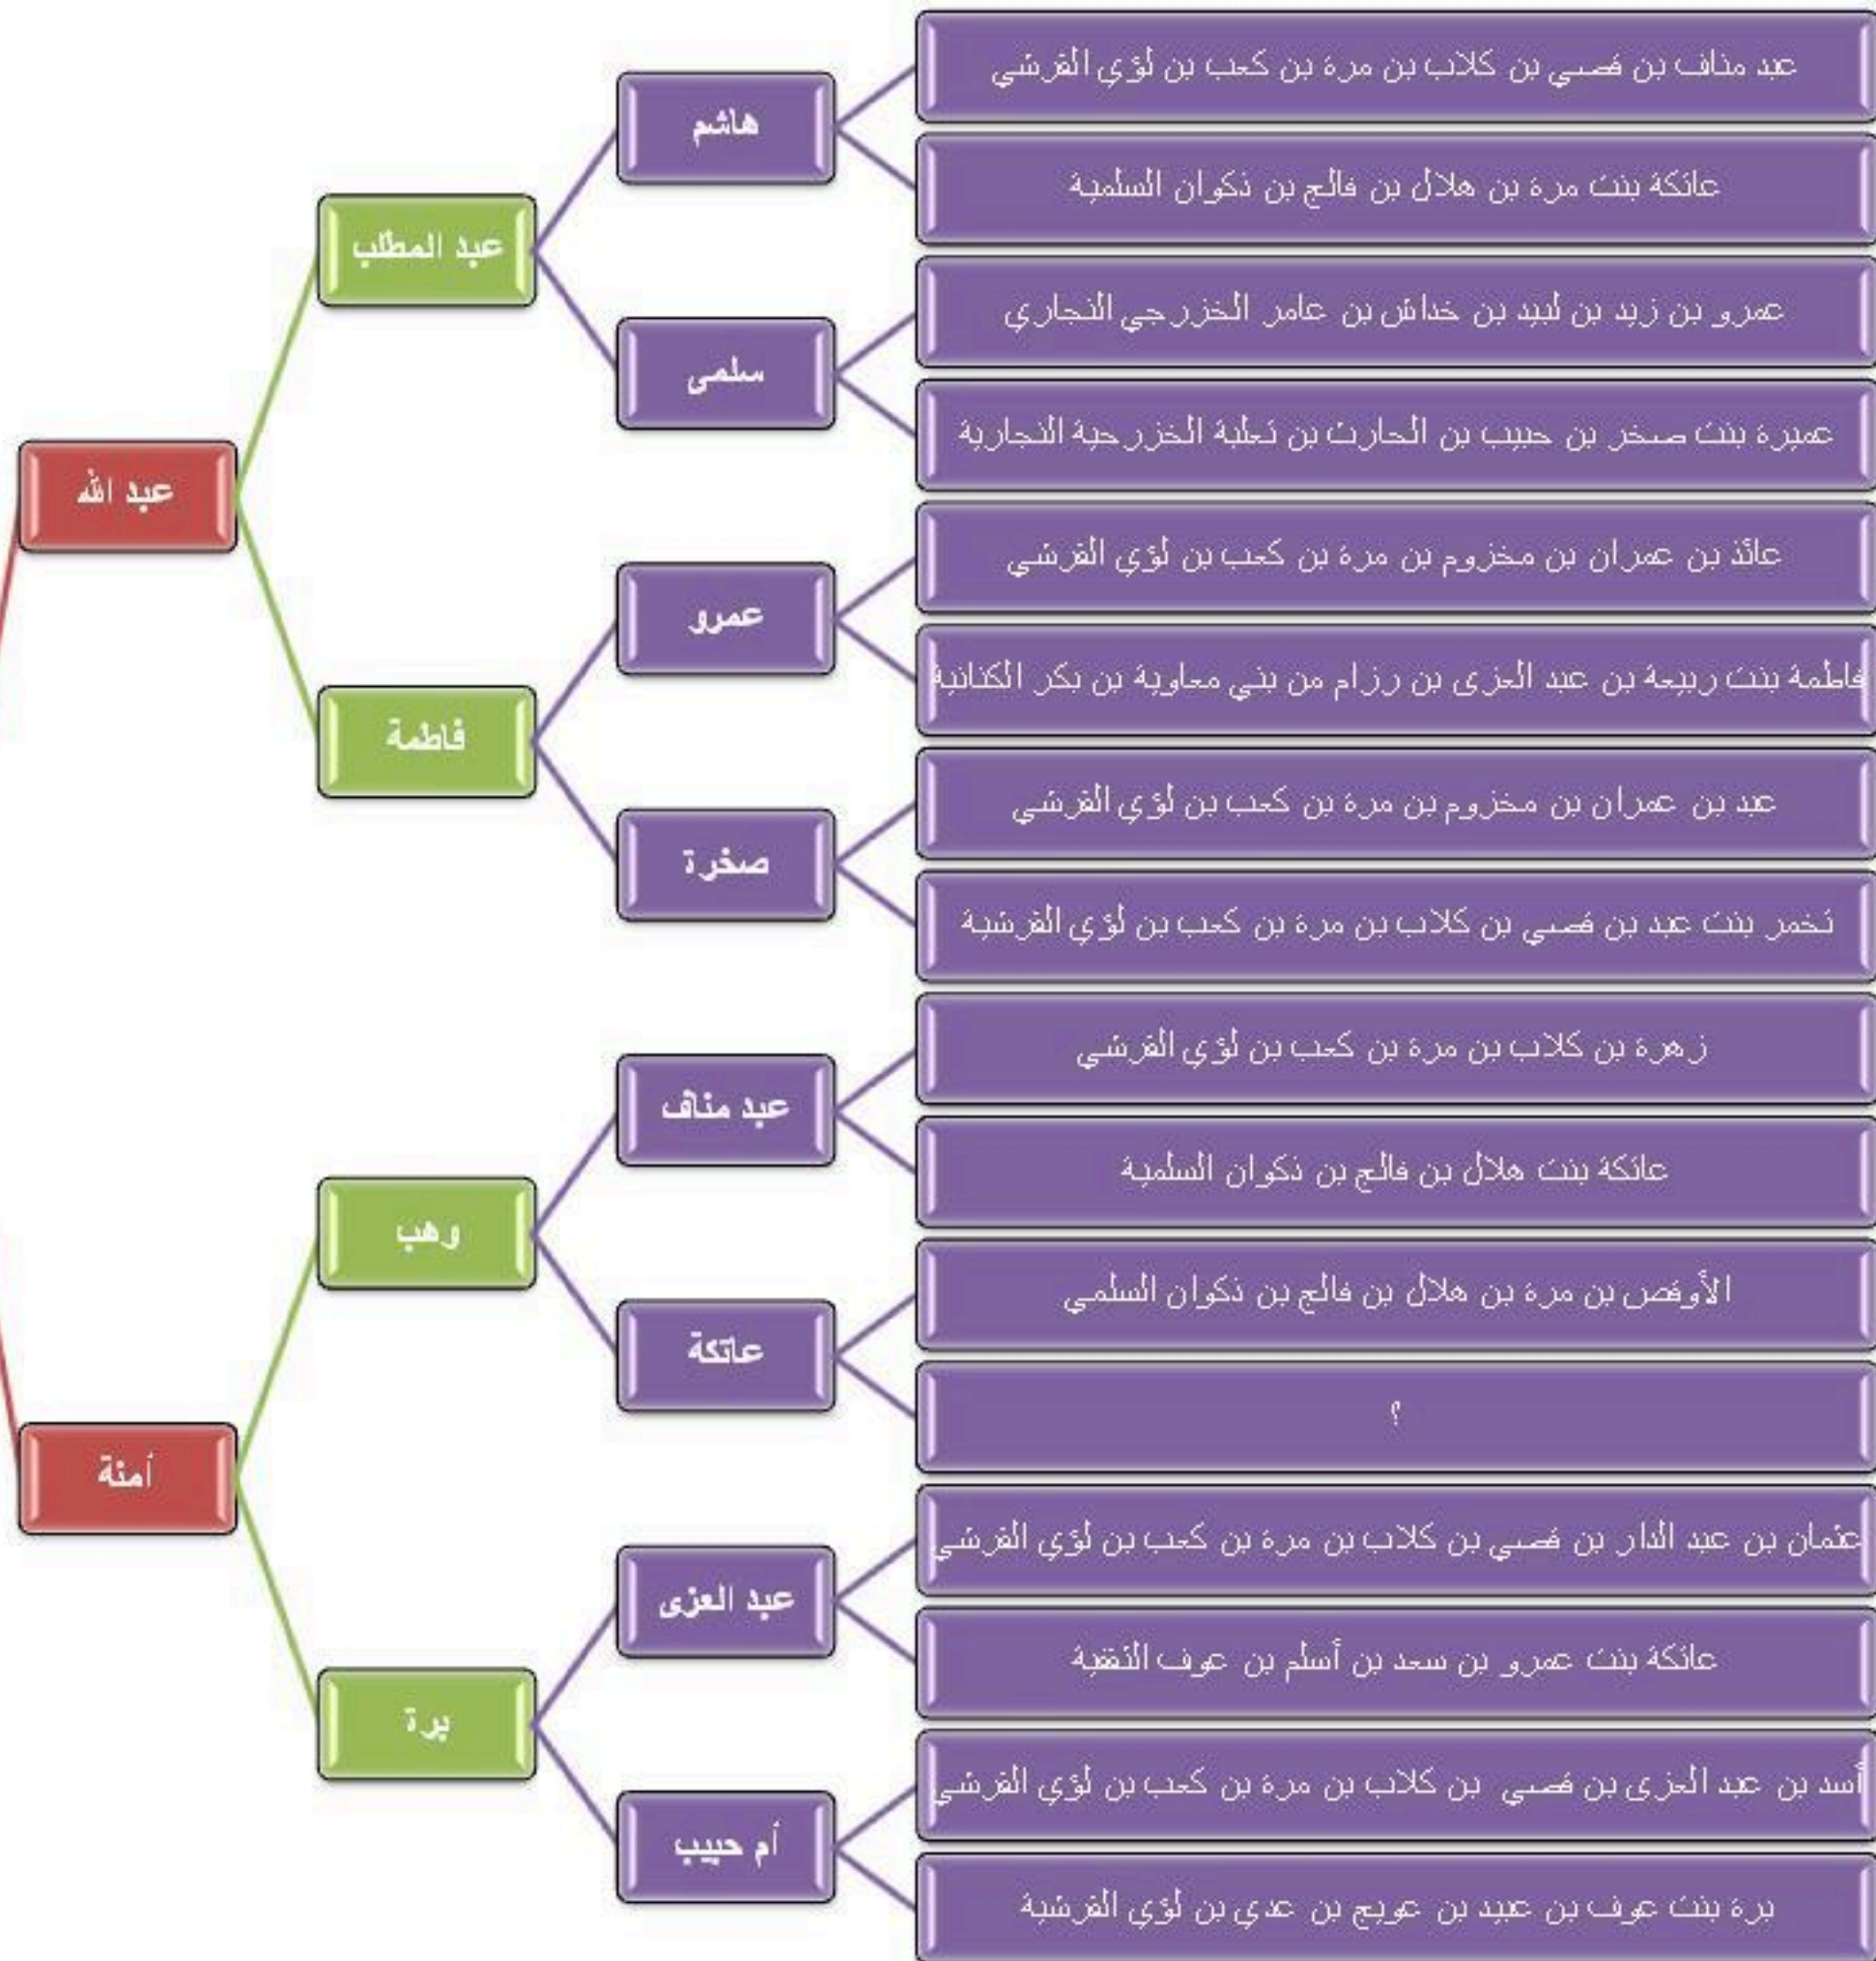 عبد الله
آمنة
عبد المطلب
فاطمة
وهب
برة
هاشم
سلمى
عمرو
صخرة
عبد مناف
عاتكة
عبد العزى
أم حبيب
عبد مناف بن قصي بن كلاب بن مرة بن كعب بن لؤي القرشي
عاتكة بنت مرة بن هلال بن فالج بن ذكوان السلمية
عمرو بن زيد بن لبيد بن خداش بن عامر الخزرجي النجاري
عميرة بنت صخر بن حبيب بن الحارث بن ثعلبة الخزرجية النجارية
عائذ بن عمران بن مخزوم بن مرة بن كعب بن لؤي القرشي
فاطمة بنت ربيعة بن عبد العزى بن رزام من بني معاوية بن بكر الكنانية
عبد بن عمران بن مخزوم بن مرة بن كعب بن لؤي القرشي
تخمر بنت عبد بن قصي بن كلاب بن مرة بن كعب بن لؤي القرشية
زهرة بن كلاب بن مرة بن كعب بن لؤي القرشي
عاتكة بنت هلال بن فالج بن ذكوان السلمية
الأوقص بن مرة بن هلال بن فالج بن ذكوان السلمي
؟
عثمان بن عبد الدار بن قصي بن كلاب بن مرة بن كعب بن لؤي القرشي
عاتكة بنت عمرو بن سعد بن أسلم بن عوف الثقفية
أسد بن عبد العزى بن قصي بن كلاب بن مرة بن كعب بن لؤي القرشي
برة بنت عوف بن عبيد بن عويج بن عدي بن لؤي القرشية